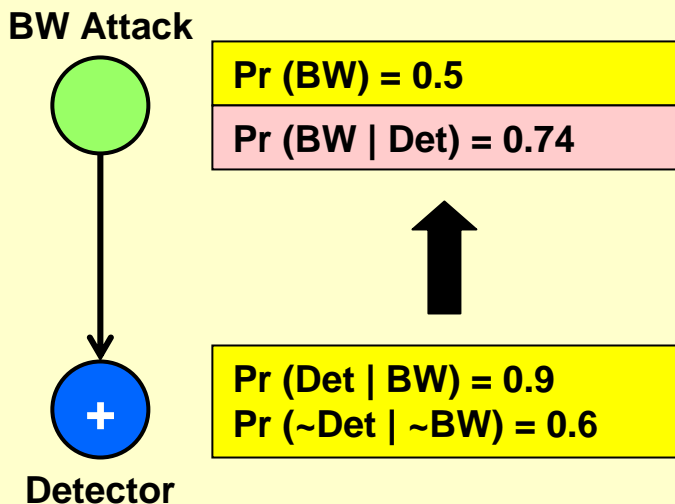 BW Attack
Pr (BW) = 0.5
Pr (BW | Det) = 0.74
+
Pr (Det | BW) = 0.9
Pr (~Det | ~BW) = 0.6
Detector